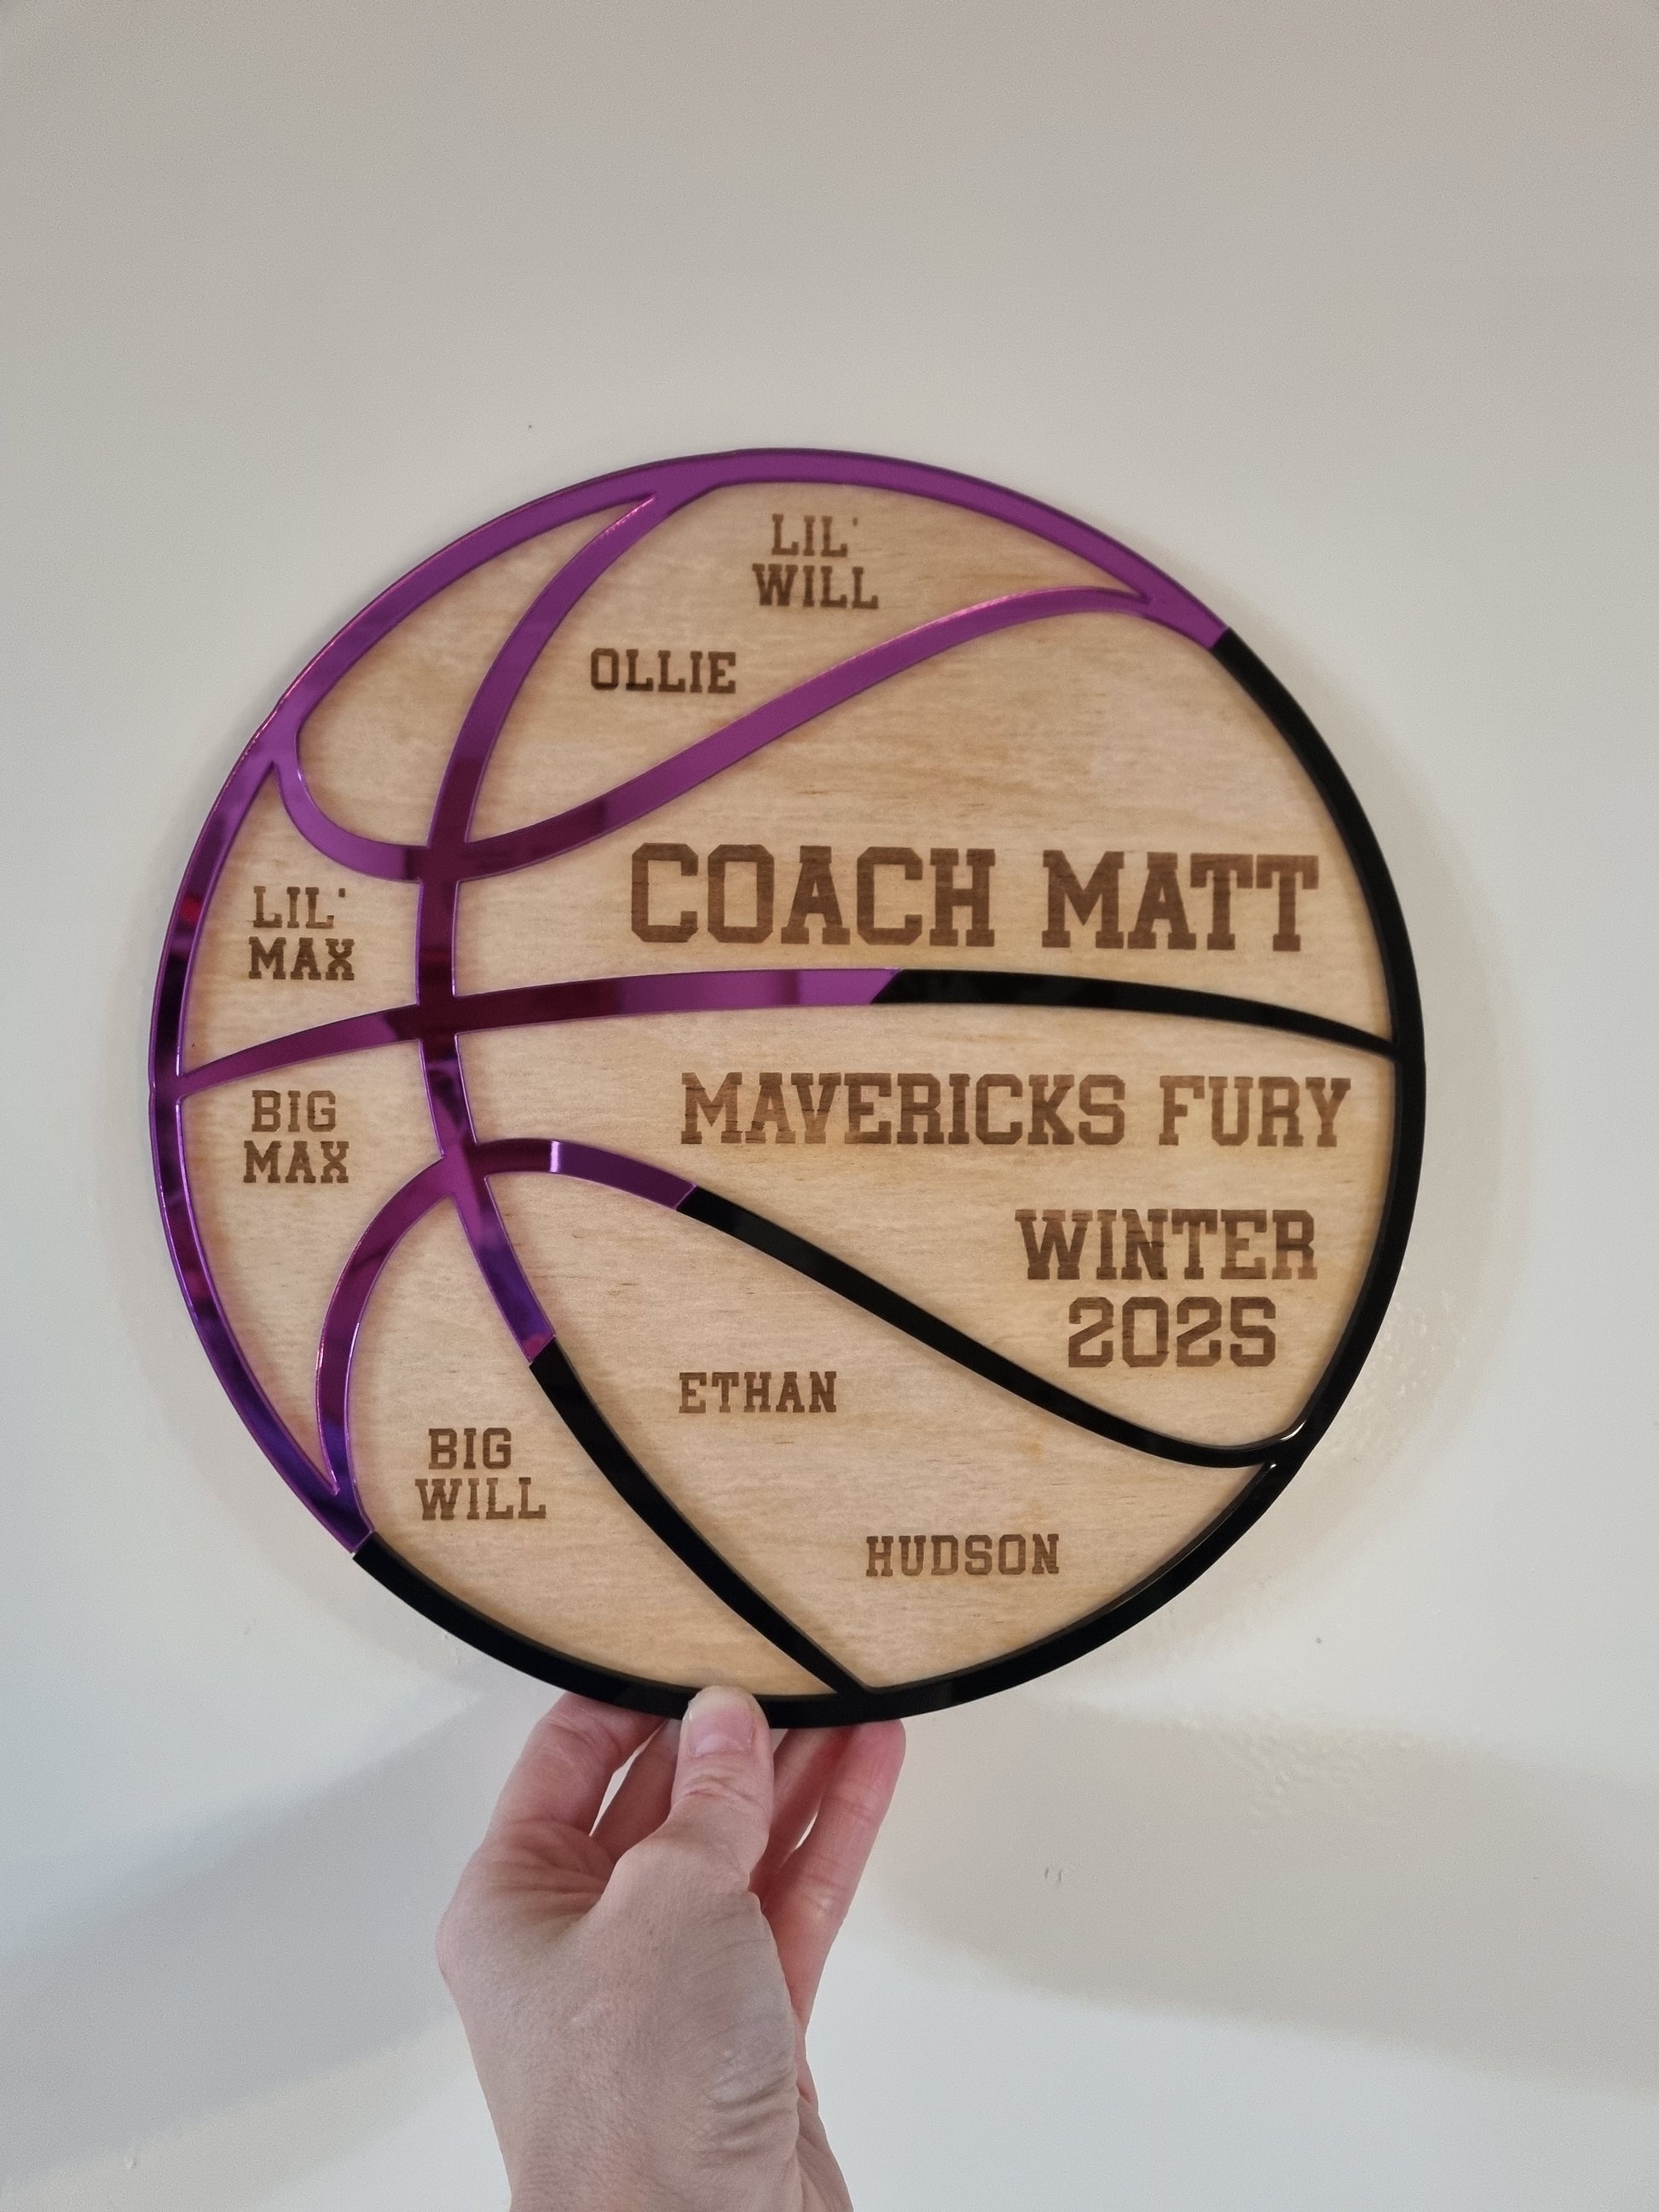 LIL'
WILL
OLLIE
COACH MATT
LIL'
MAX
MAVERICKS FURY
BIG
MAX
WINTER
2025
ETHAN
BIG
WILL
HUDSON